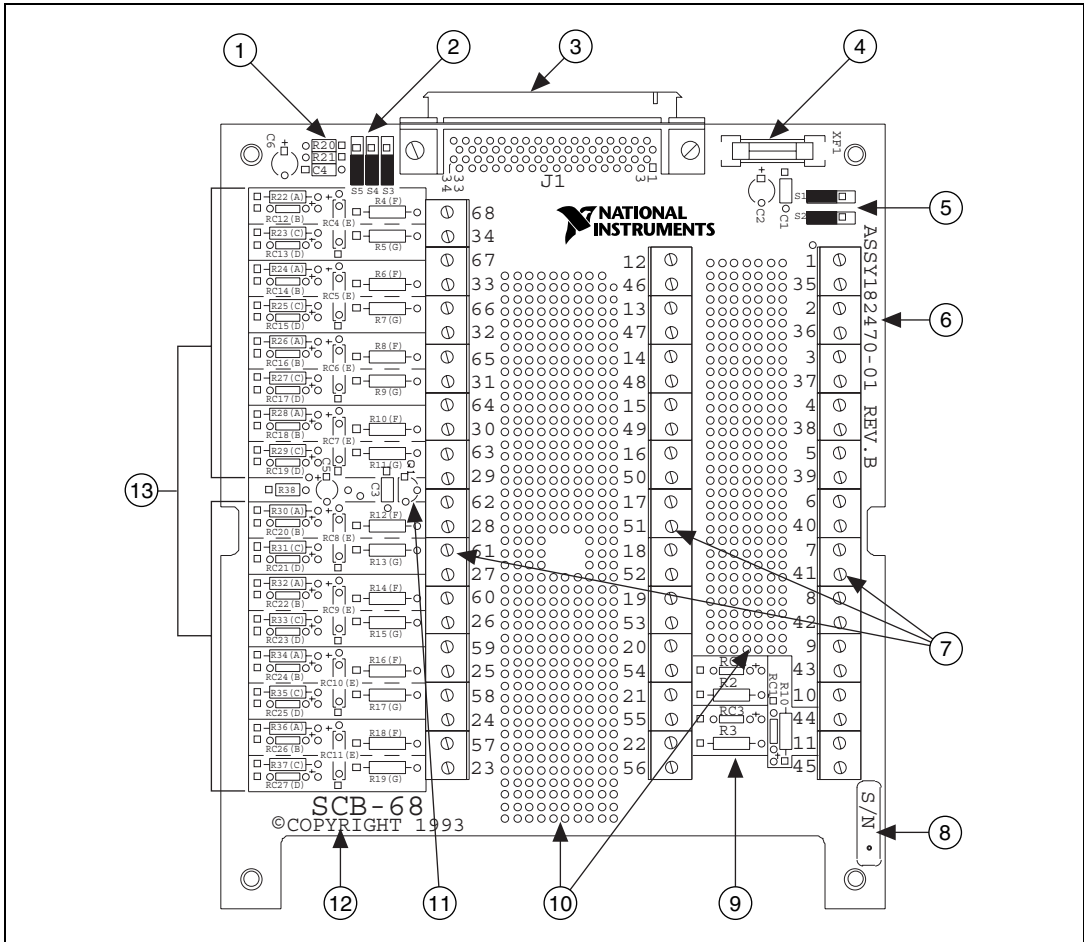 1
2
3
4
C6
R20
R21
C4
XF1
S5 S4 S3
34
33
J1
3
1
S1
S2
C2
C1
5
NATIONAL
INSTRUMENTS
ASSY182470-01 REV.B
6
R22(A)
RC12(B)
R23(C)
RC13(D)
RC4(E)
R4(F)
R5(G)
R24(A)
RC14(B)
R25(C)
RC15(D)
RC5(E)
R6(F)
R7(G)
R26(A)
RC16(B)
R27(C)
RC17(D)
RC6(E)
R8(F)
R9(G)
R28(A)
RC18(B)
R29(C)
RC19(D)
RC7(E)
R10(F)
R11(G)
R38
C5
C3
R30(A)
RC20(B)
R31(C)
RC21(D)
RC8(E)
R12(F)
R13(G)
R32(A)
RC22(B)
R33(C)
RC23(D)
RC9(E)
R14(F)
R15(G)
R34(A)
RC24(B)
R35(C)
RC25(D)
RC10(E)
R16(F)
R17(G)
R36(A)
RC26(B)
R37(C)
RC27(D)
RC11(E)
R18(F)
R19(G)
68
34
67
33
66
32
65
31
64
30
63
29
62
28
61
27
60
26
59
25
58
24
57
23
12
46
13
47
14
48
15
49
16
50
17
51
18
52
19
53
20
54
21
55
22
56
1
35
2
36
3
37
4
38
5
39
6
40
7
41
8
42
9
43
10
44
11
45
R2
RC3
R3
13
7
SCB-68
©COPYRIGHT 1993
S/N
8
12
11
10
9